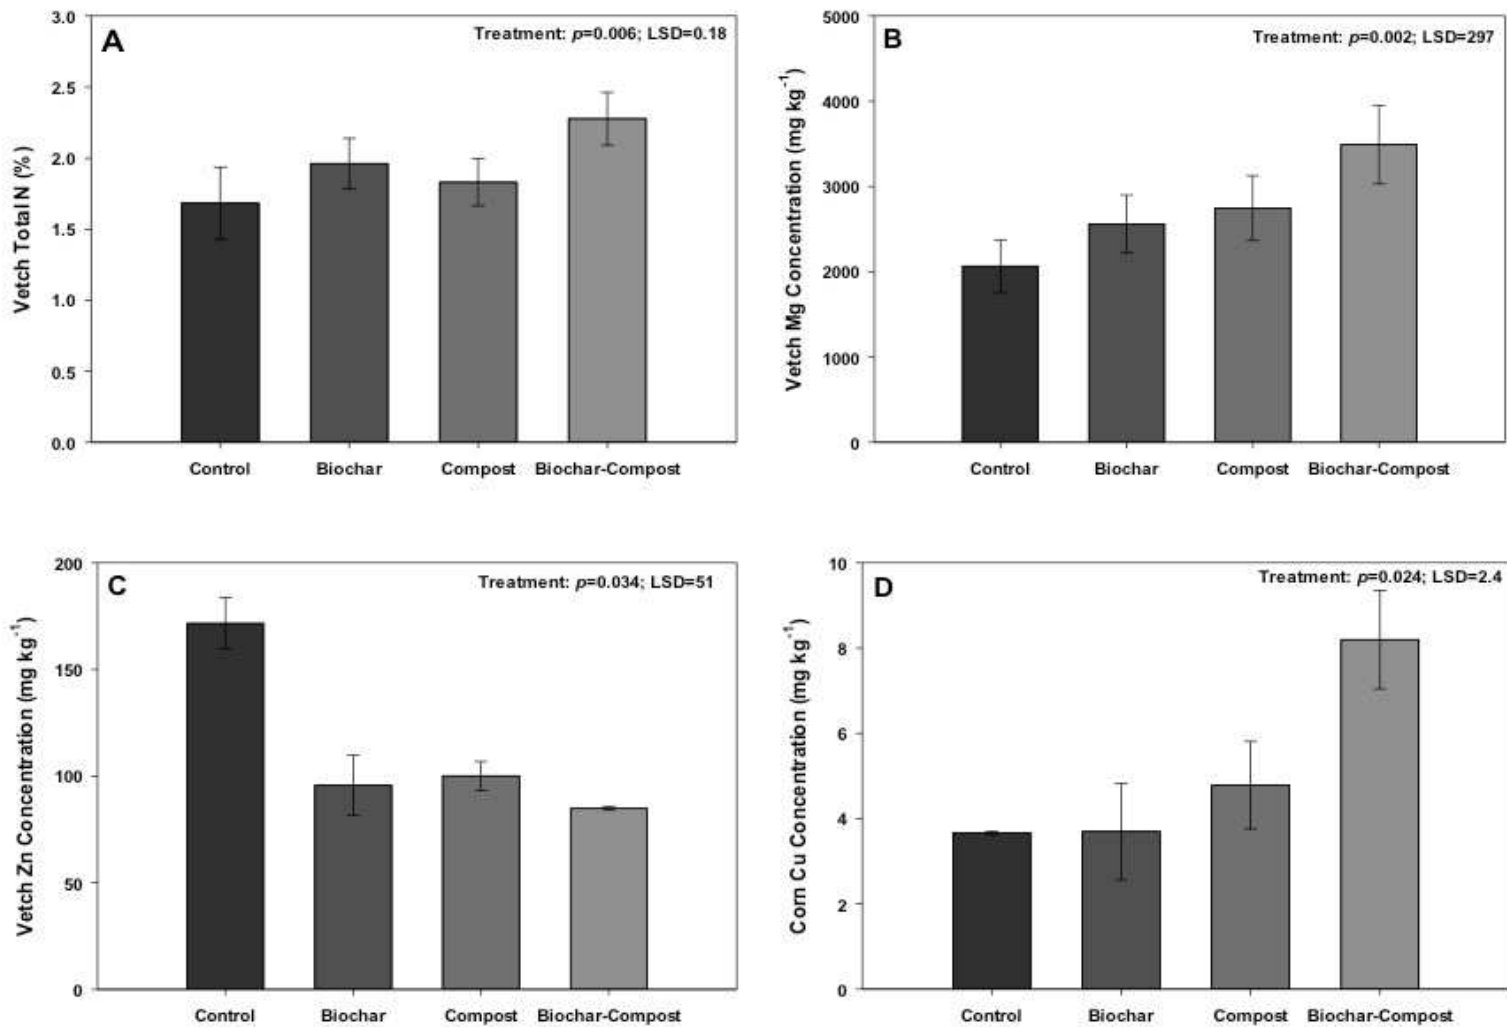 A
Treatment: p=0.006; LSD=0.18
Vetch Total N (%)
3.0
2.5
2.0
1.5
1.0
0.5
0.0
Control Biochar Compost Biochar-Compost
B
Treatment: p=0.002; LSD=297
Vetch Mg Concentration (mg kg⁻¹)
5000
4000
3000
2000
1000
0
Control Biochar Compost Biochar-Compost
C
Treatment: p=0.034; LSD=51
Vetch Zn Concentration (mg kg⁻¹)
200
150
100
50
0
Control Biochar Compost Biochar-Compost
D
Treatment: p=0.024; LSD=2.4
Corn Cu Concentration (mg kg⁻¹)
10
8
6
4
2
0
Control Biochar Compost Biochar-Compost